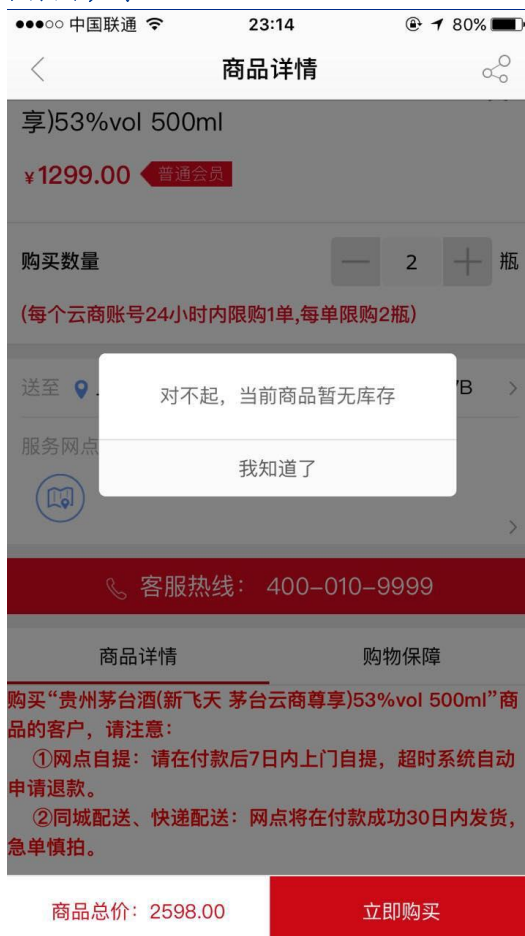 中国联通 23:14 80%
商品详情
享)53%vol 500ml
¥1299.00 普通会员
购买数量 2 瓶
(每个云商账号24小时内限购1单,每单限购2瓶)
送至
对不起，当前商品暂无库存
服务网点
我知道了
客服热线： 400-010-9999
商品详情 购物保障
购买“贵州茅台酒(新飞天 茅台云商尊享)53%vol 500ml”商
品的客户，请注意：
①网点自提：请在付款后7日内上门自提，超时系统自动
申请退款。
②同城配送、快递配送：网点将在付款成功30日内发货，
急单慎拍。
商品总价：2598.00 立即购买